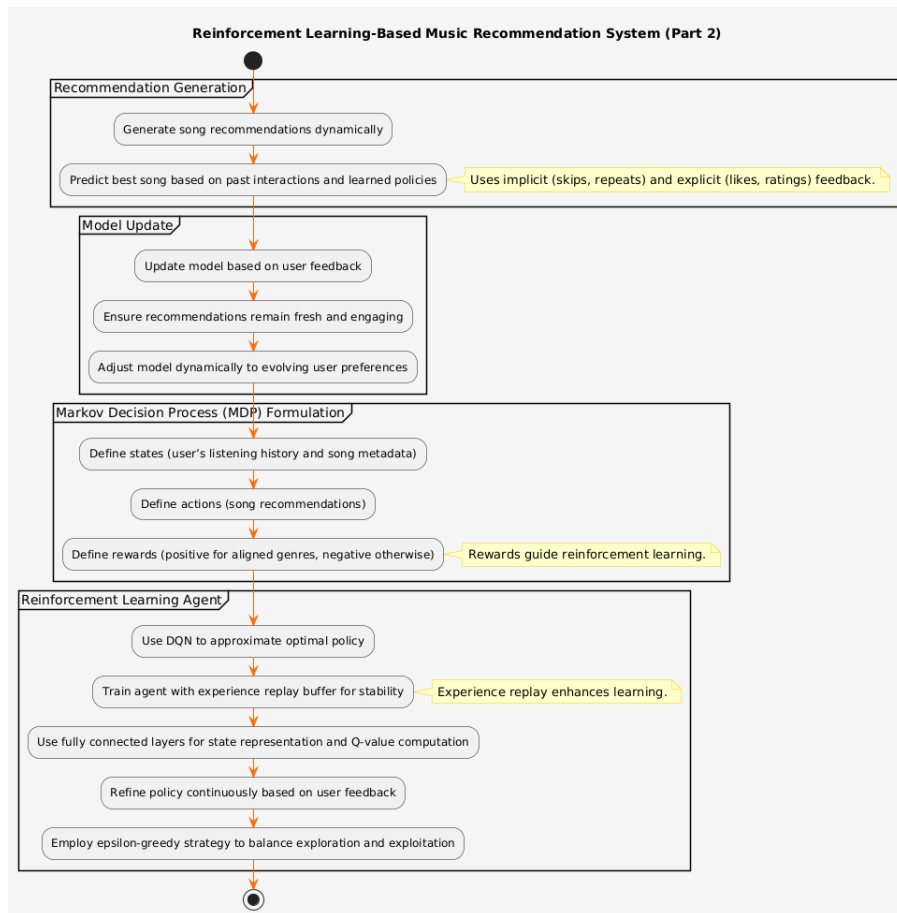 Reinforcement Learning-Based Music Recommendation System (Part 2)
Recommendation Generation
Generate song recommendations dynamically
Predict best song based on past interactions and learned policies
Uses implicit (skips, repeats) and explicit (likes, ratings) feedback.
Model Update
Update model based on user feedback
Ensure recommendations remain fresh and engaging
Adjust model dynamically to evolving user preferences
Markov Decision Process (MDP) Formulation
Define states (user’s listening history and song metadata)
Define actions (song recommendations)
Define rewards (positive for aligned genres, negative otherwise)
Rewards guide reinforcement learning.
Reinforcement Learning Agent
Use DQN to approximate optimal policy
Train agent with experience replay buffer for stability
Experience replay enhances learning.
Use fully connected layers for state representation and Q-value computation
Refine policy continuously based on user feedback
Employ epsilon-greedy strategy to balance exploration and exploitation